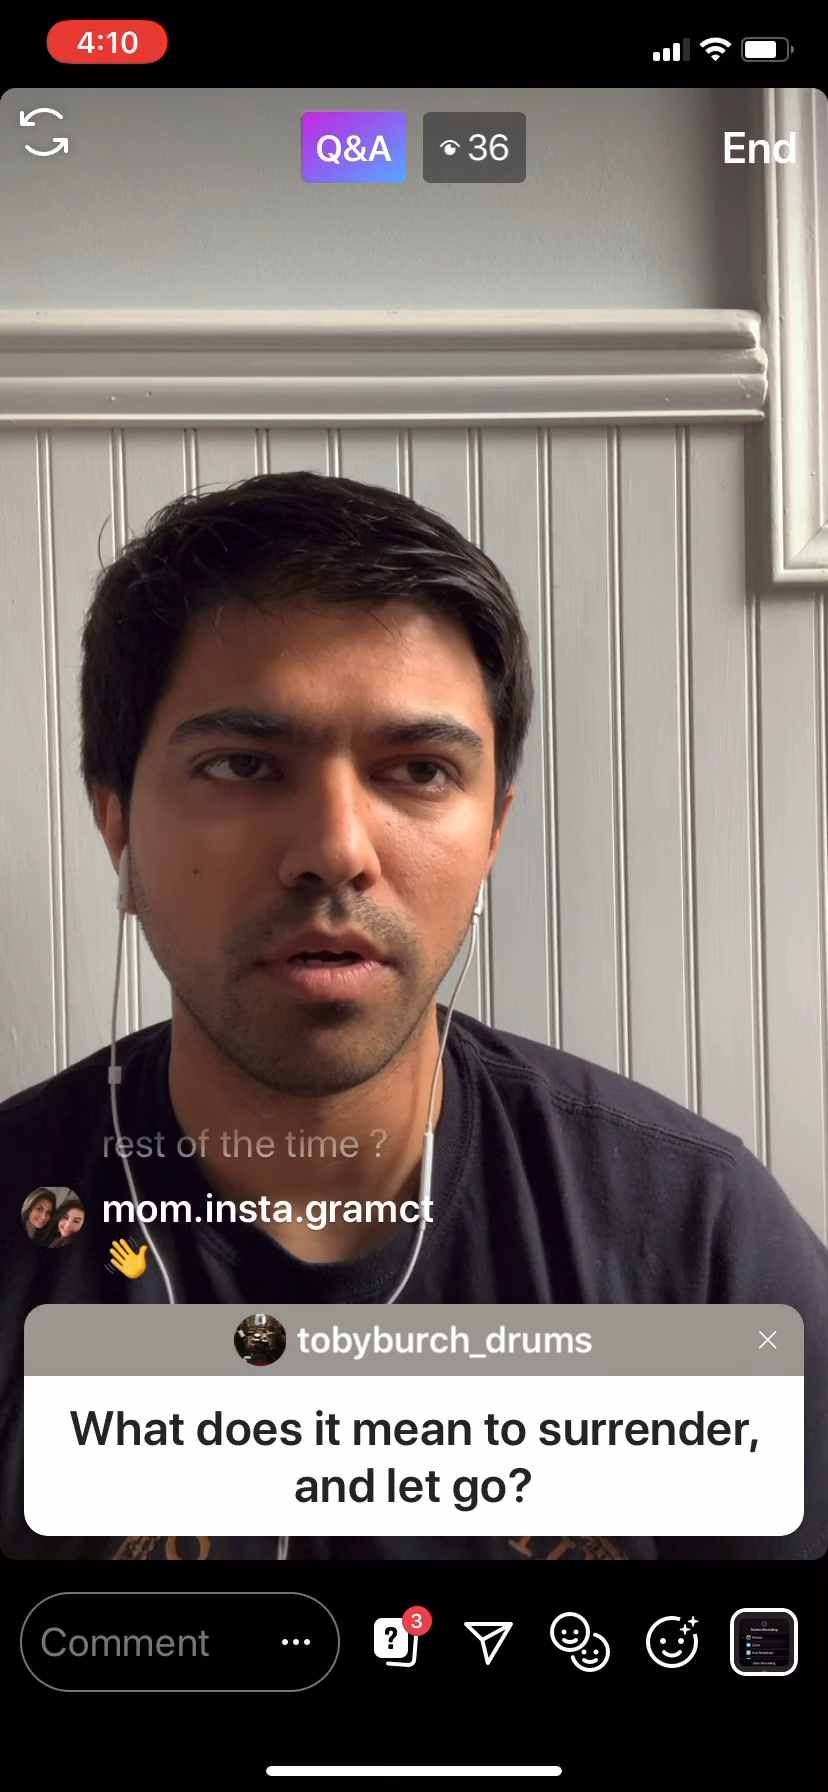 4:10
Q&A
36
End
rest of the time ?
mom.insta.gramct
👋
tobyburch_drums
What does it mean to surrender,
and let go?
Comment
?
3